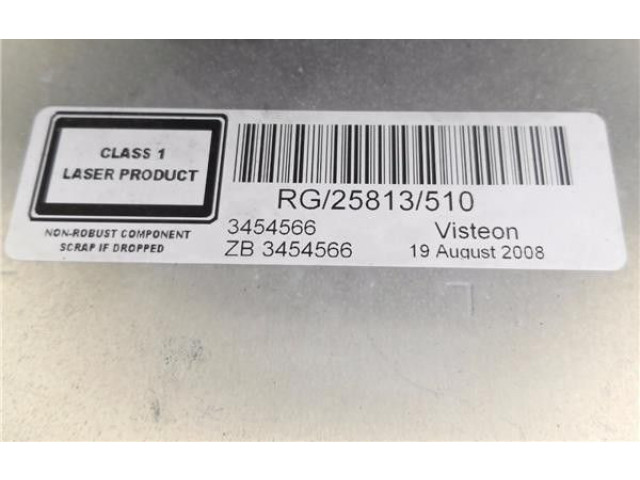 CLASS 1
LASER PRODUCT
NON-ROBUST COMPONENT
SCRAP IF DROPPED
RG/25813/510
3454566 Visteon
ZB 3454566 19 August 2008